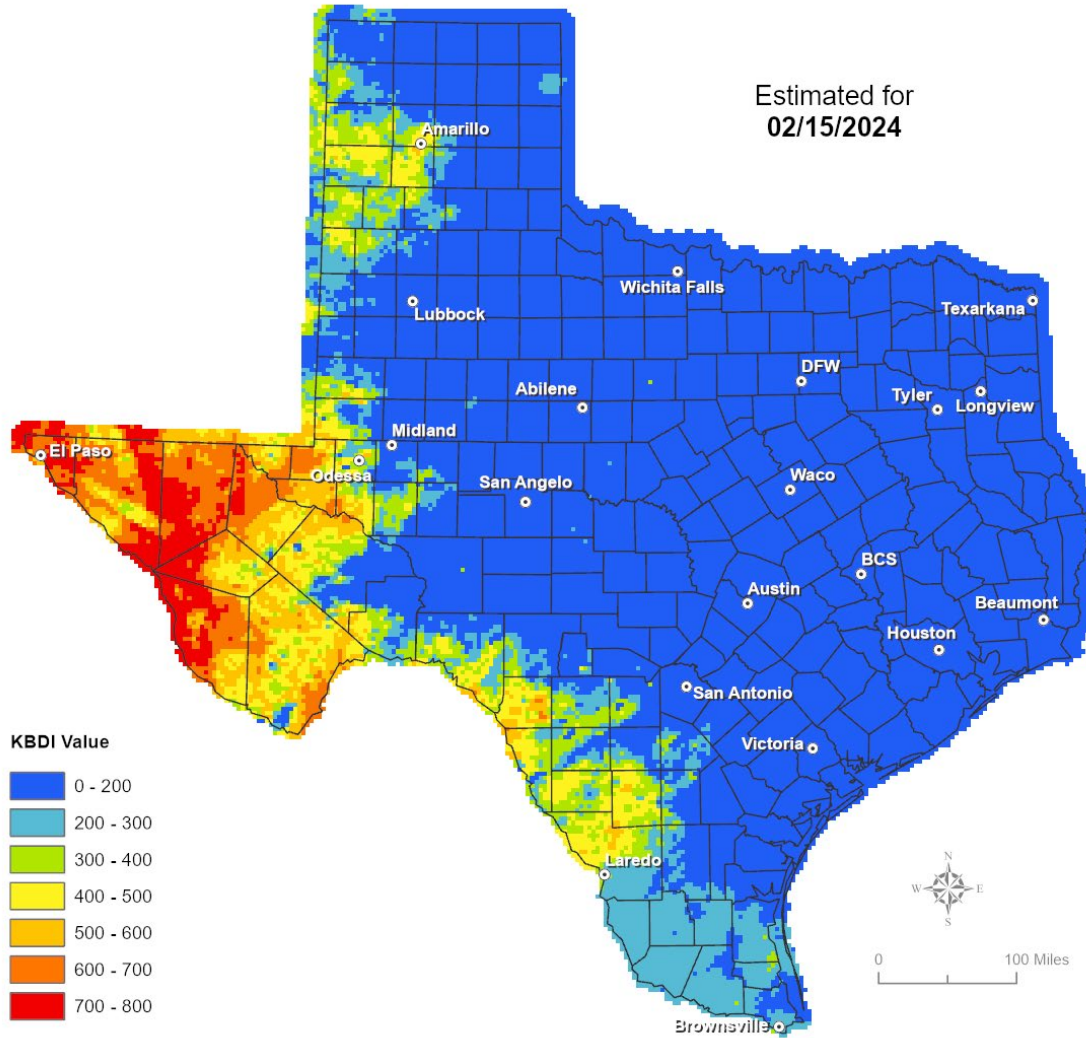 Estimated for
02/15/2024
Amarillo
Wichita Falls
Lubbock
Texarkana
DFW
Abilene
Tyler
Longview
Midland
El Paso
Odessa
San Angelo
Waco
BCS
Austin
Beaumont
Houston
San Antonio
Victoria
KBDI Value
0 - 200
200 - 300
300 - 400
400 - 500
500 - 600
600 - 700
700 - 800
Laredo
N
W E
S
0 100 Miles
Brownsville